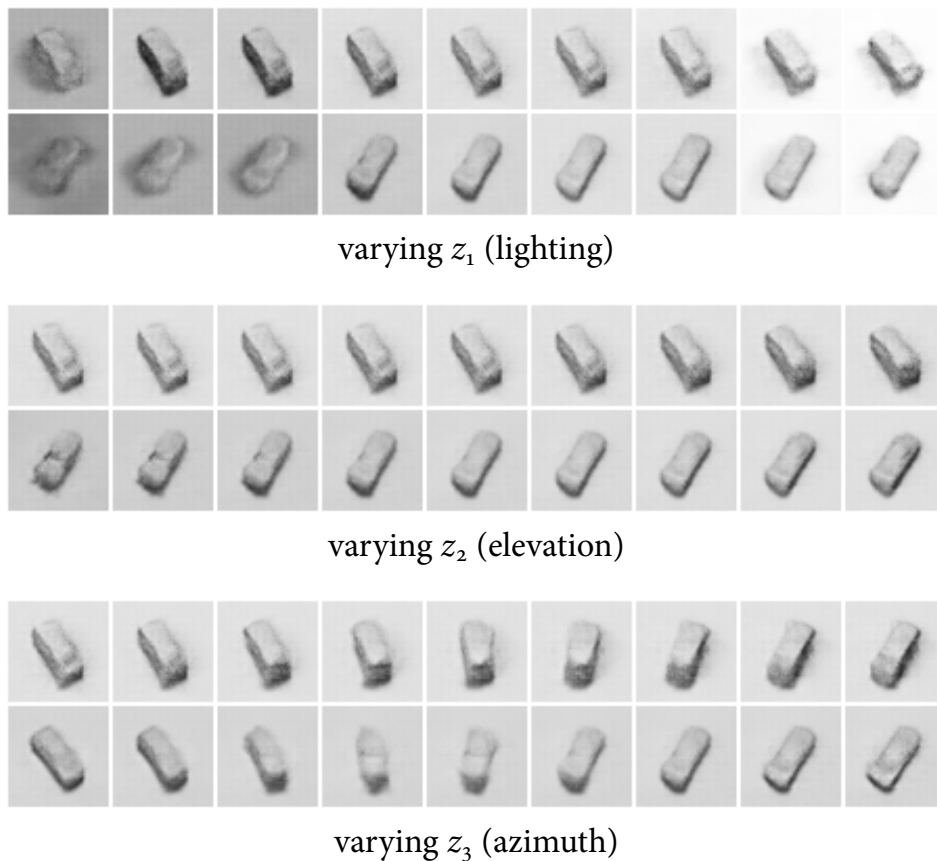 varying z₁ (lighting)
varying z₂ (elevation)
varying z₃ (azimuth)